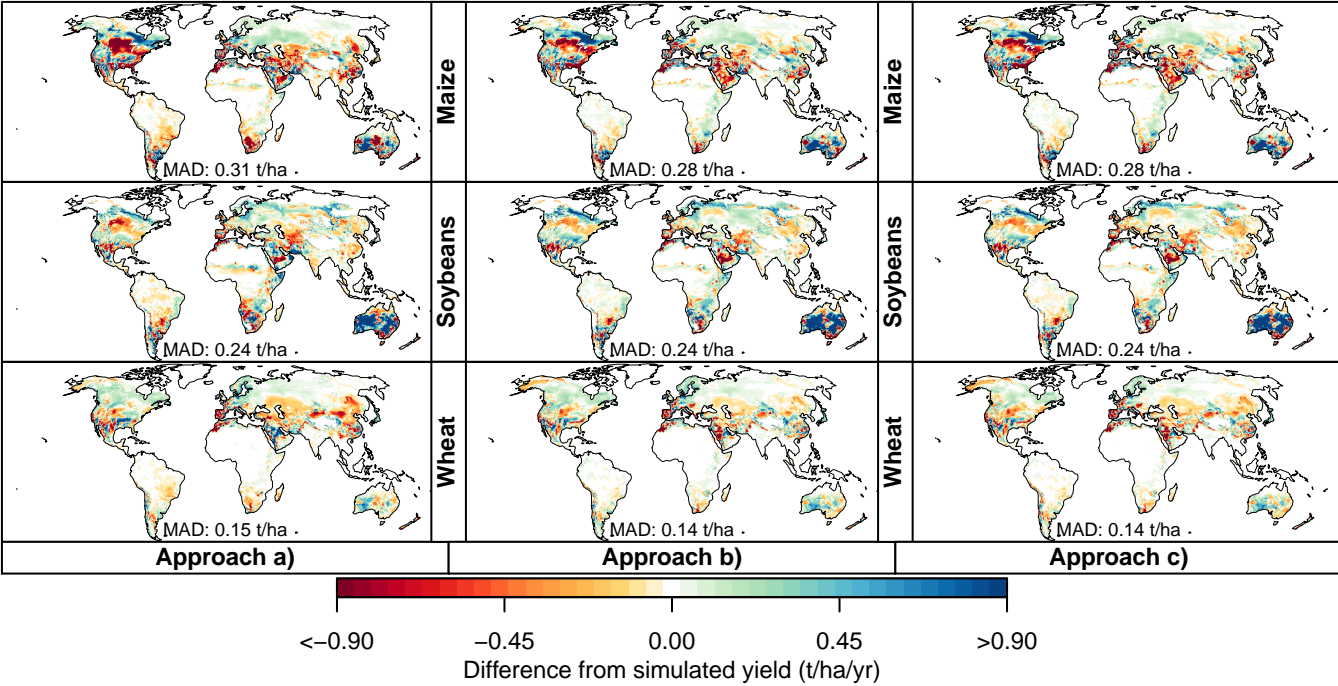 Maize
Maize
MAD: 0.31 t/ha
MAD: 0.28 t/ha
MAD: 0.28 t/ha
Soybeans
Soybeans
MAD: 0.24 t/ha
MAD: 0.24 t/ha
MAD: 0.24 t/ha
Wheat
Wheat
MAD: 0.15 t/ha
MAD: 0.14 t/ha
MAD: 0.14 t/ha
Approach a)
Approach b)
Approach c)
<−0.90 −0.45 0.00 0.45 >0.90
Difference from simulated yield (t/ha/yr)